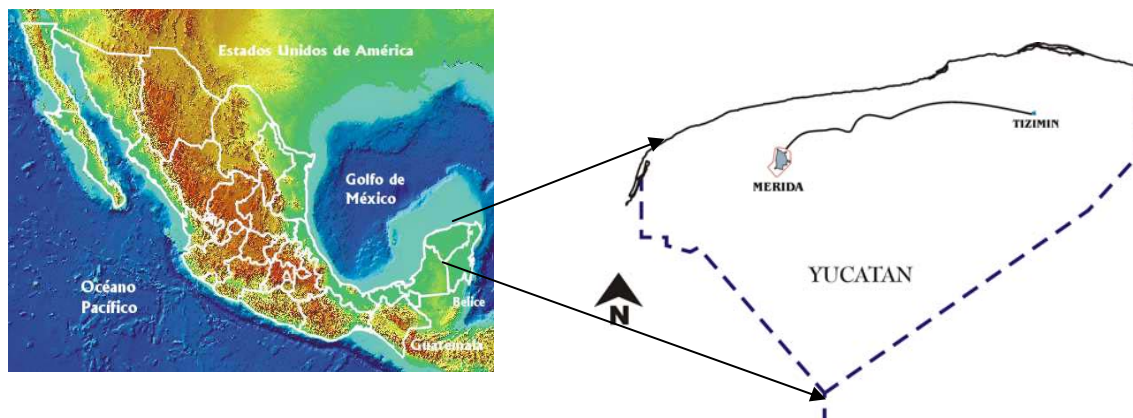 Estados Unidos de América
Golfo de
México
Océano
Pacífico
Belice
Guatemala
TIZIMIN
MERIDA
YUCATAN
N